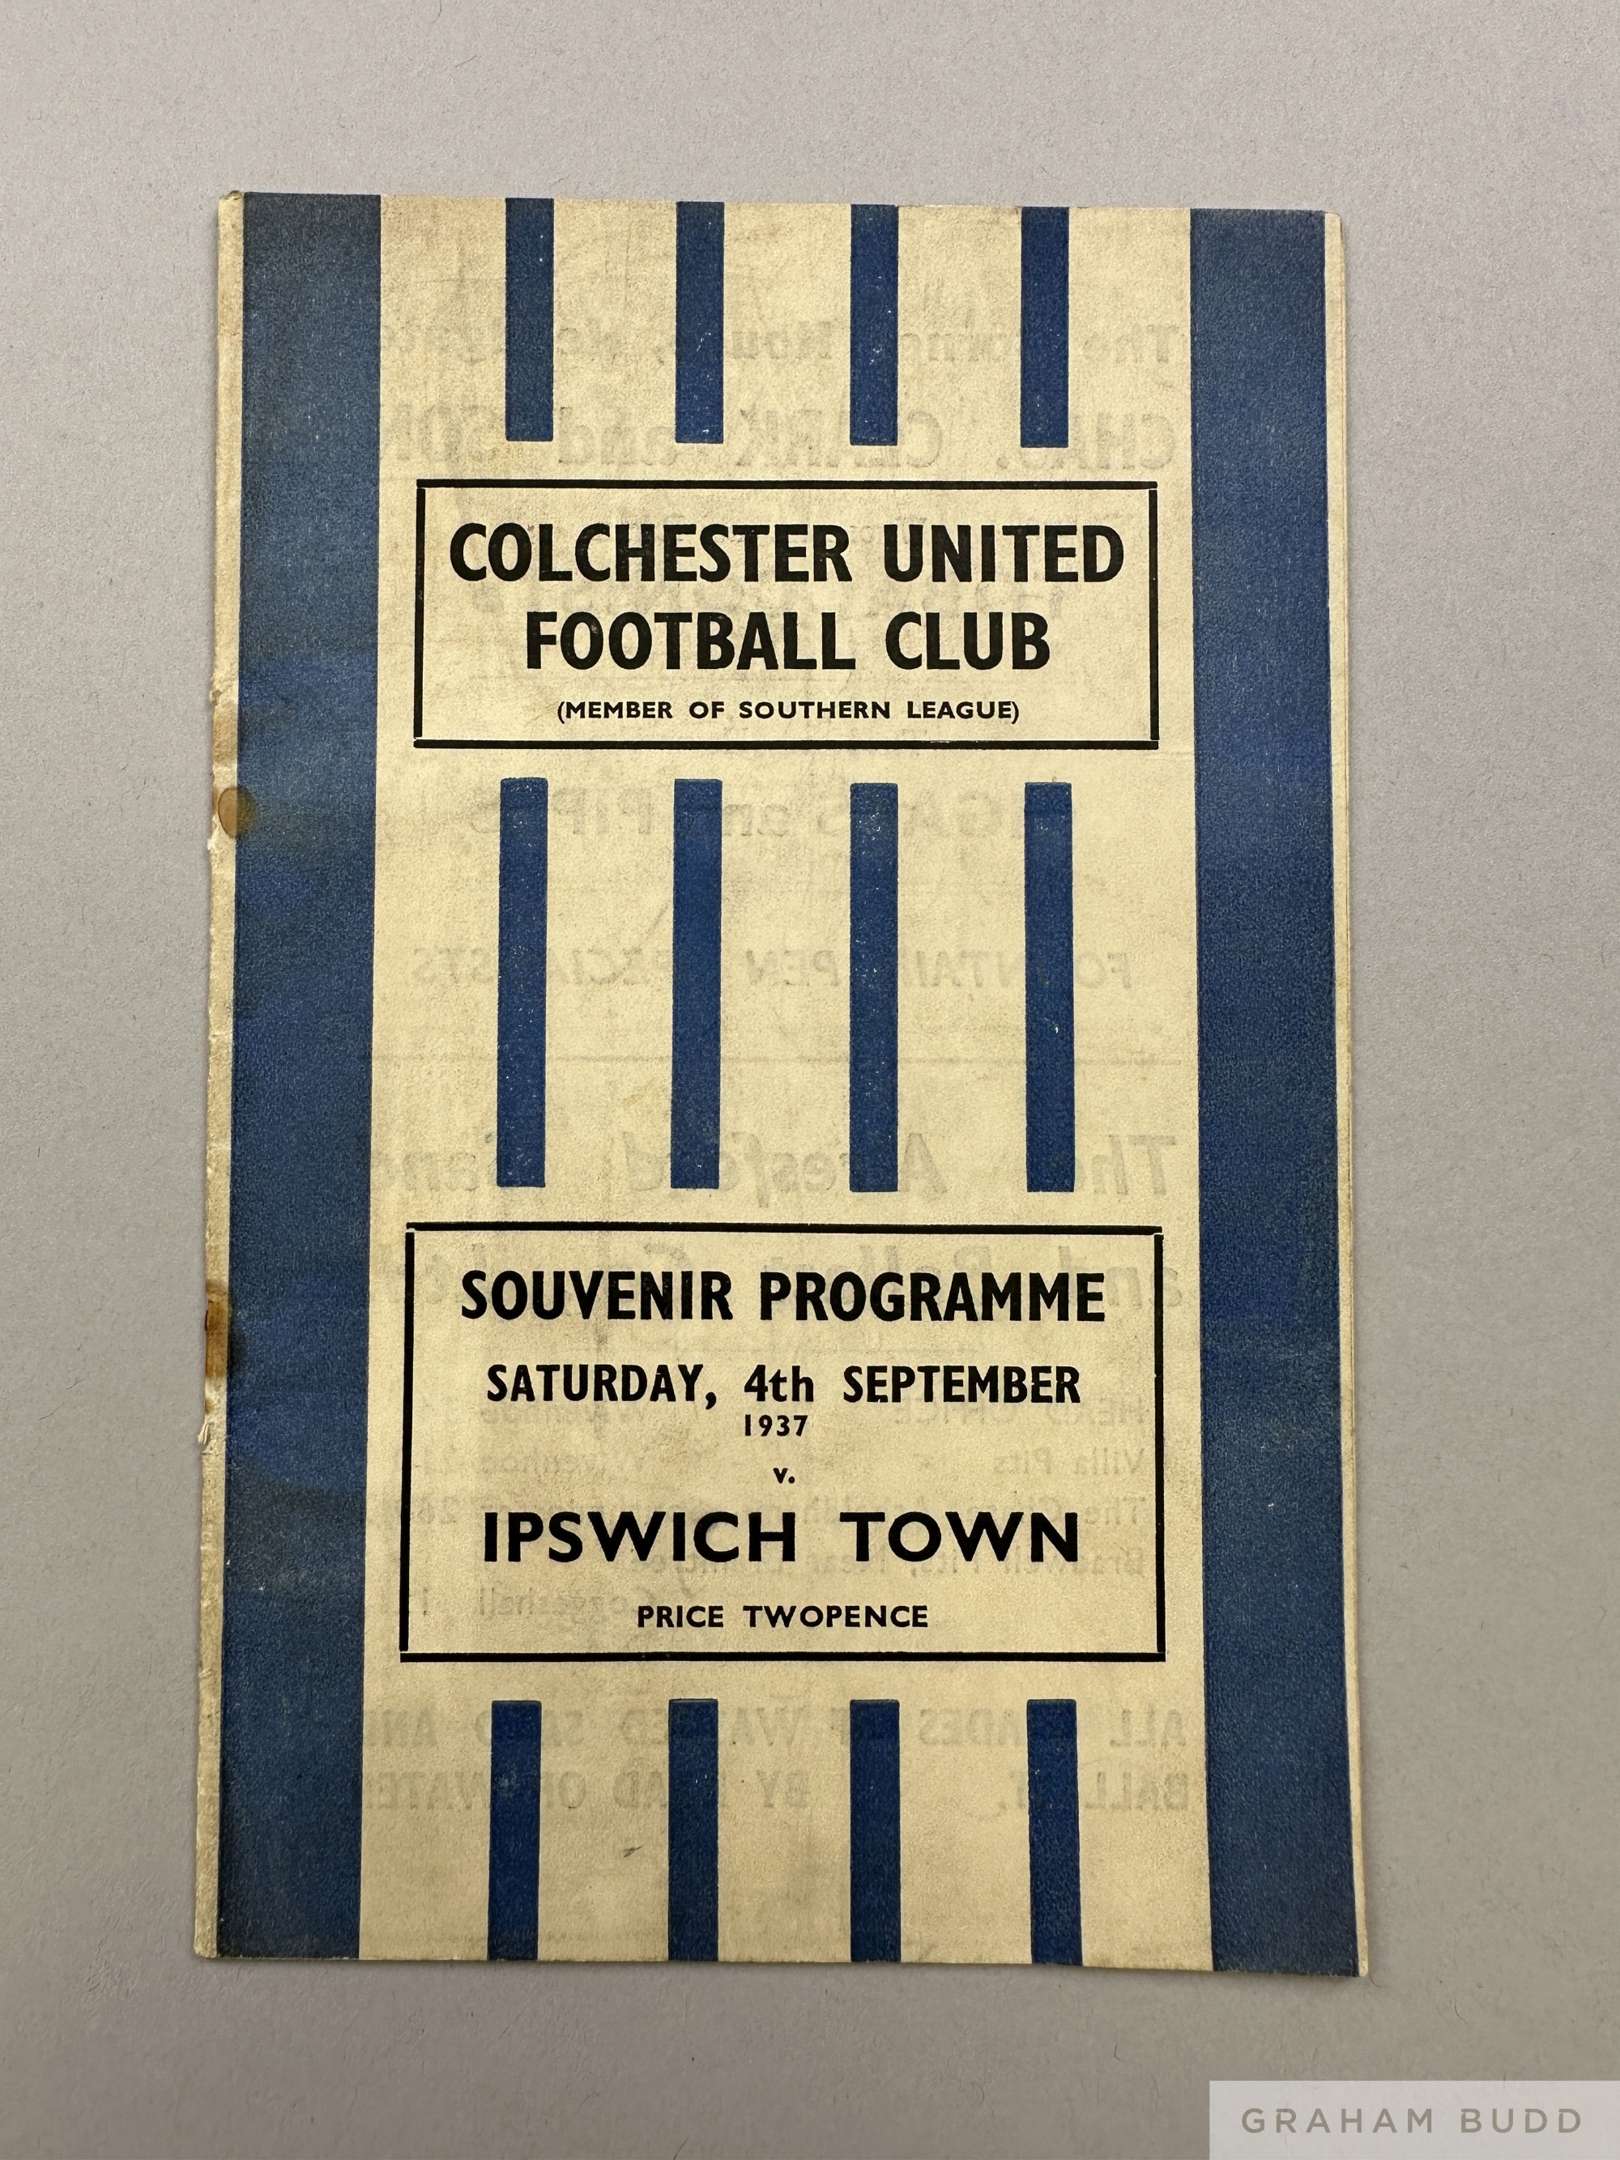 COLCHESTER UNITED
FOOTBALL CLUB
(MEMBER OF SOUTHERN LEAGUE)
SOUVENIR PROGRAMME
SATURDAY, 4th SEPTEMBER
1937
v.
IPSWICH TOWN
PRICE TWOPENCE
GRAHAM BUDD